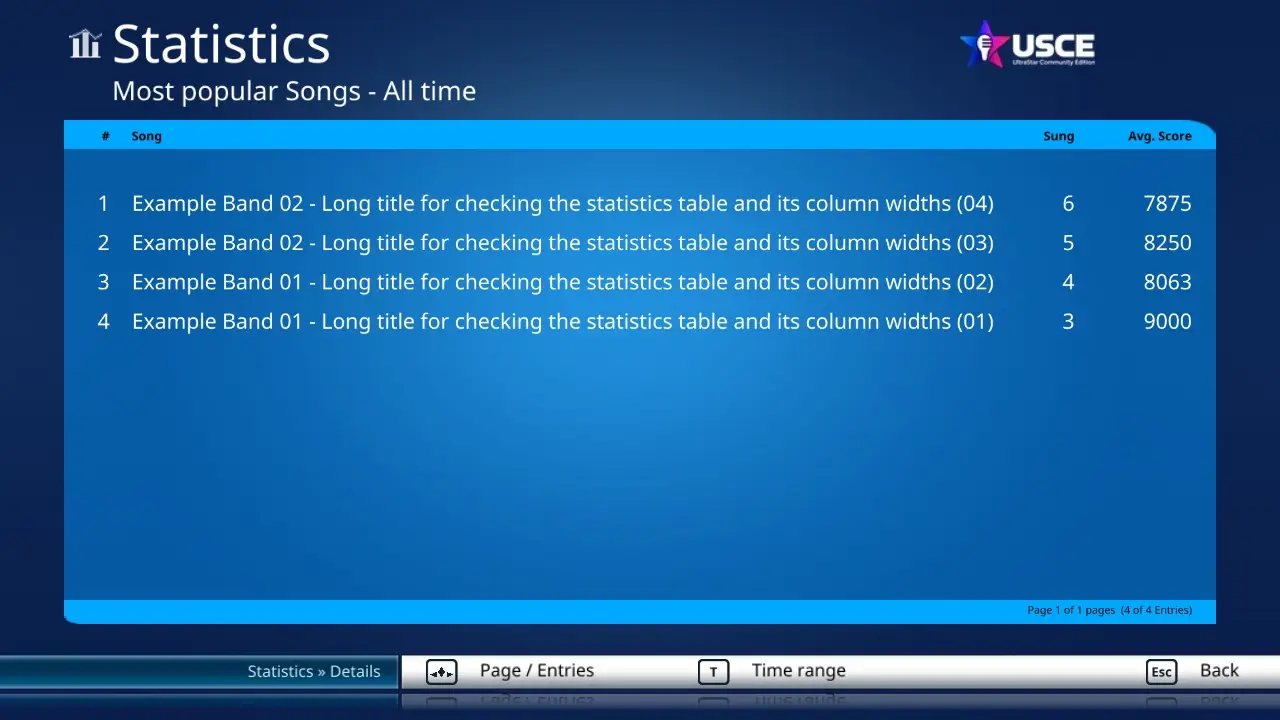 Statistics
USCE
UltraStar Community Edition
Most popular Songs - All time
# Song Sung Avg. Score
1 Example Band 02 - Long title for checking the statistics table and its column widths (04) 6 7875
2 Example Band 02 - Long title for checking the statistics table and its column widths (03) 5 8250
3 Example Band 01 - Long title for checking the statistics table and its column widths (02) 4 8063
4 Example Band 01 - Long title for checking the statistics table and its column widths (01) 3 9000
Page 1 of 1 pages (4 of 4 Entries)
Statistics » Details Page / Entries T Time range Esc Back